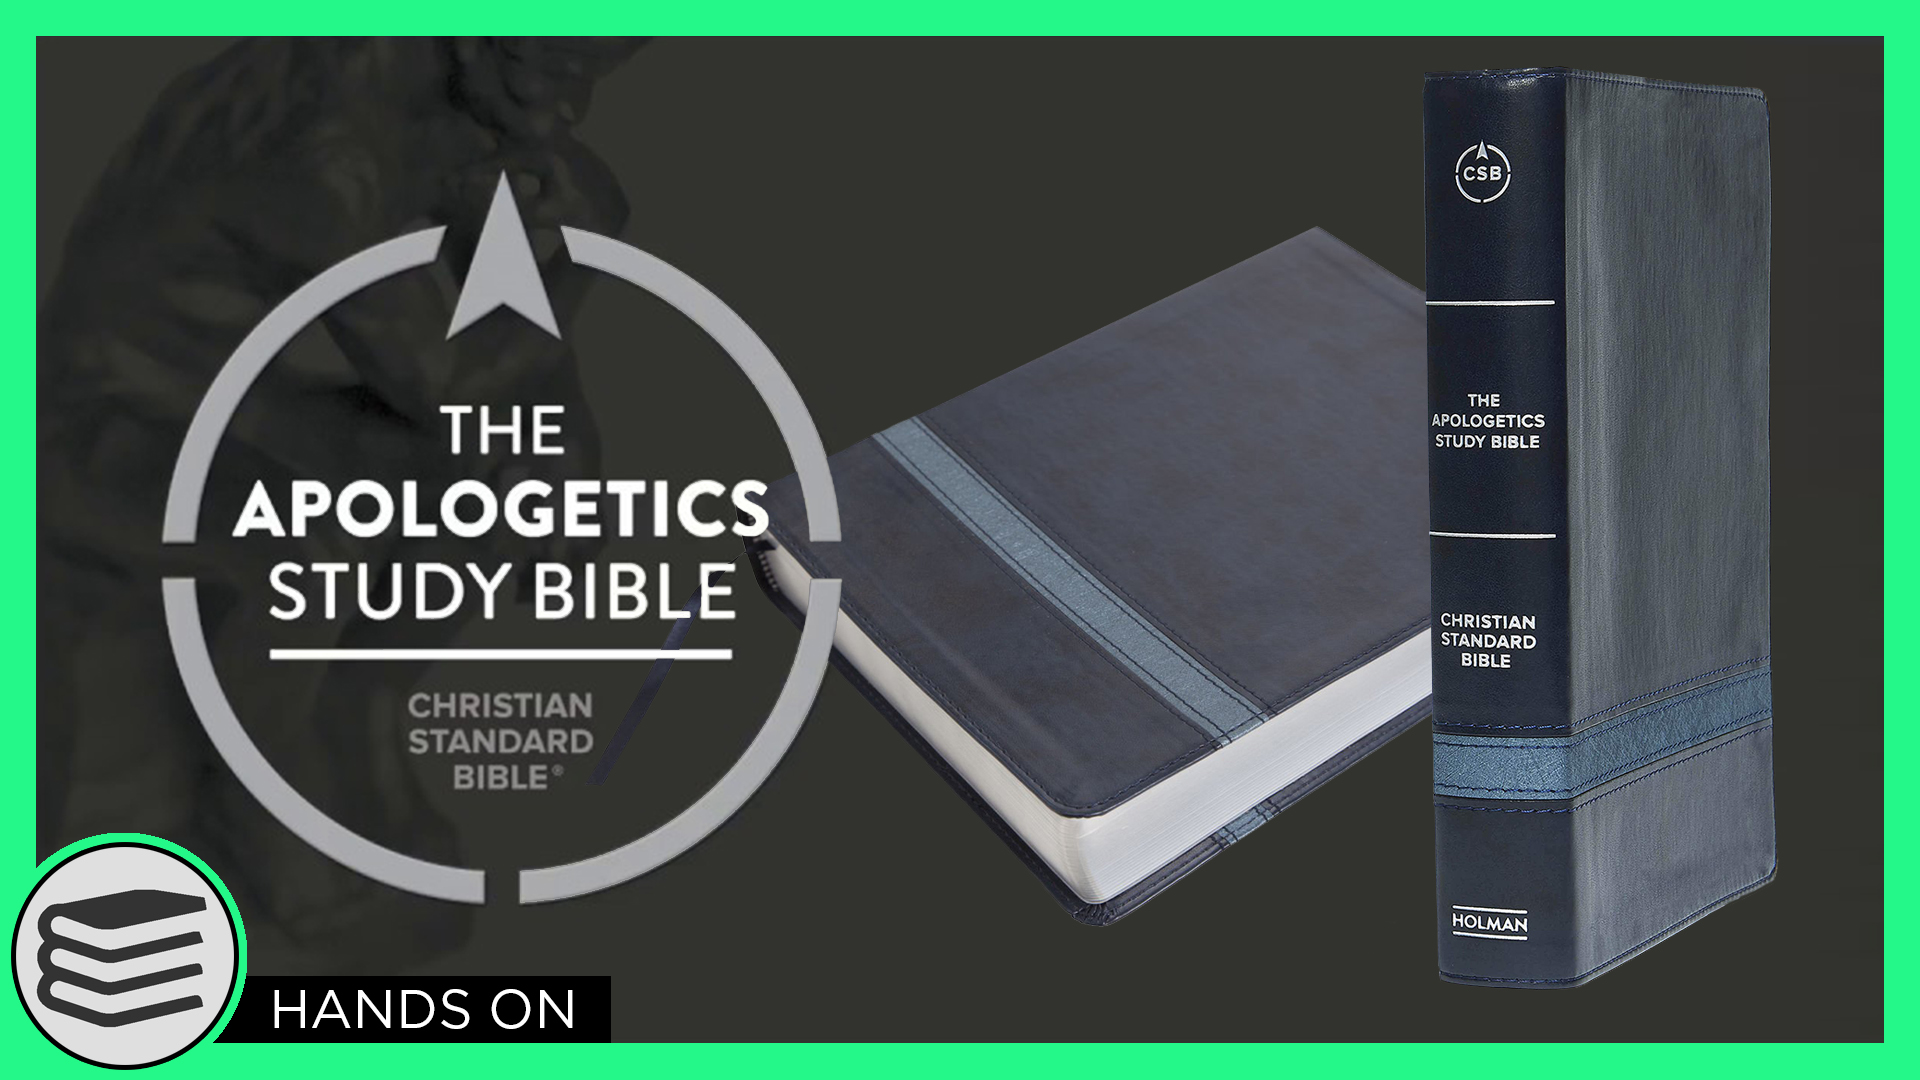 THE
APOLOGETICS
STUDY BIBLE
CHRISTIAN
STANDARD
BIBLE®
HANDS ON
CSB
THE
APOLOGETICS
STUDY BIBLE
CHRISTIAN
STANDARD
BIBLE
HOLMAN